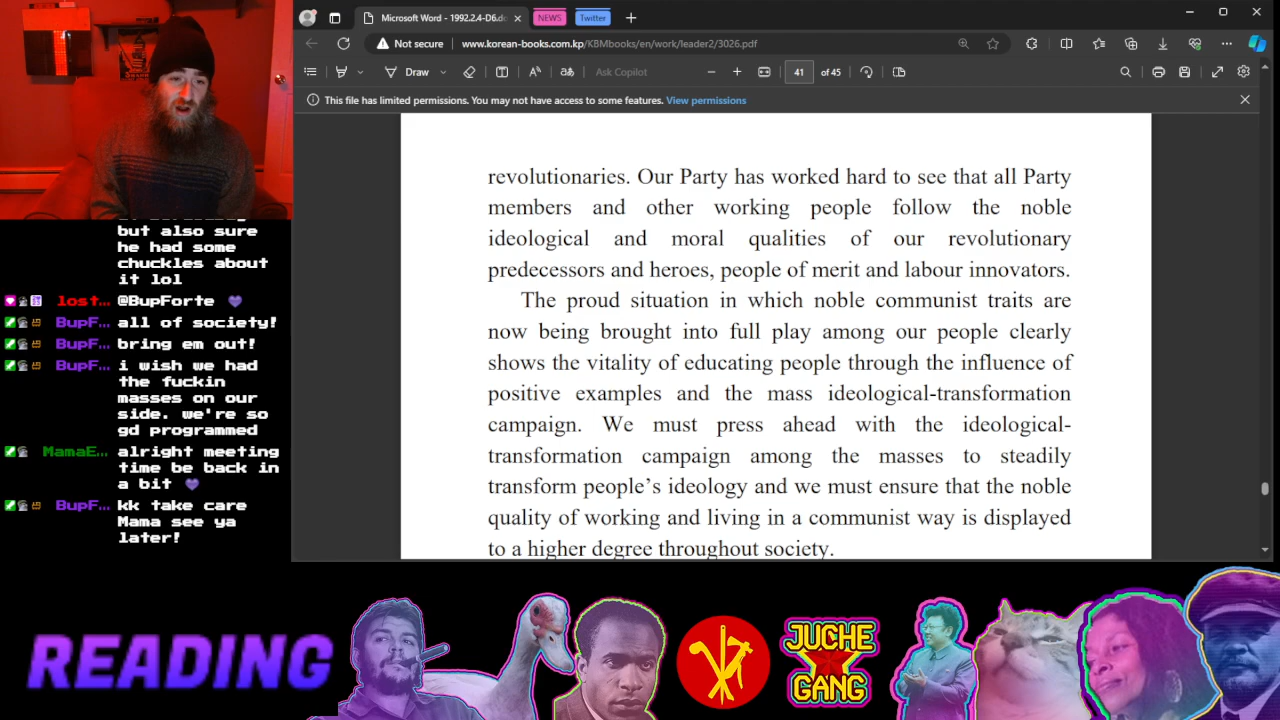 Microsoft Word - 1992.2.4-D6.do
NEWS
Twitter
Not secure
www.korean-books.com.kp/KBMbooks/en/work/leader2/3026.pdf
Draw
Ask Copilot
41
of 45
This file has limited permissions. You may not have access to some features. View permissions
revolutionaries. Our Party has worked hard to see that all Party
members and other working people follow the noble
ideological and moral qualities of our revolutionary
predecessors and heroes, people of merit and labour innovators.
The proud situation in which noble communist traits are
now being brought into full play among our people clearly
shows the vitality of educating people through the influence of
positive examples and the mass ideological-transformation
campaign. We must press ahead with the ideological-
transformation campaign among the masses to steadily
transform people's ideology and we must ensure that the noble
quality of working and living in a communist way is displayed
to a higher degree throughout society.
but also sure
he had some
chuckles about
it lol
lost... @BupForte
BupF... all of society!
BupF... bring em out!
BupF... i wish we had
the fuckin
masses on our
side. we're so
gd programmed
MamaE... alright meeting
time be back in
a bit
BupF... kk take care
Mama see ya
later!
READING
JUCHE
GANG